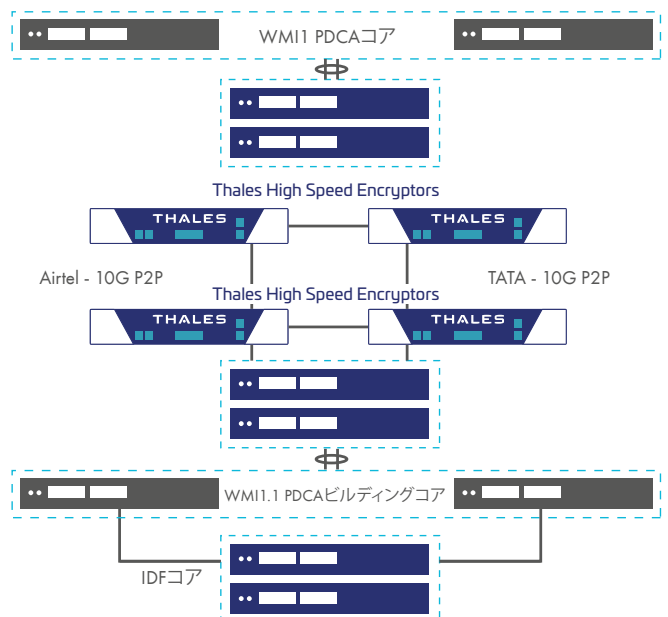 WMI1 PDCAコア
Thales High Speed Encryptors
THALES
THALES
Airtel - 10G P2P
TATA - 10G P2P
Thales High Speed Encryptors
THALES
THALES
WMI1.1 PDCAビルディングコア
IDFコア